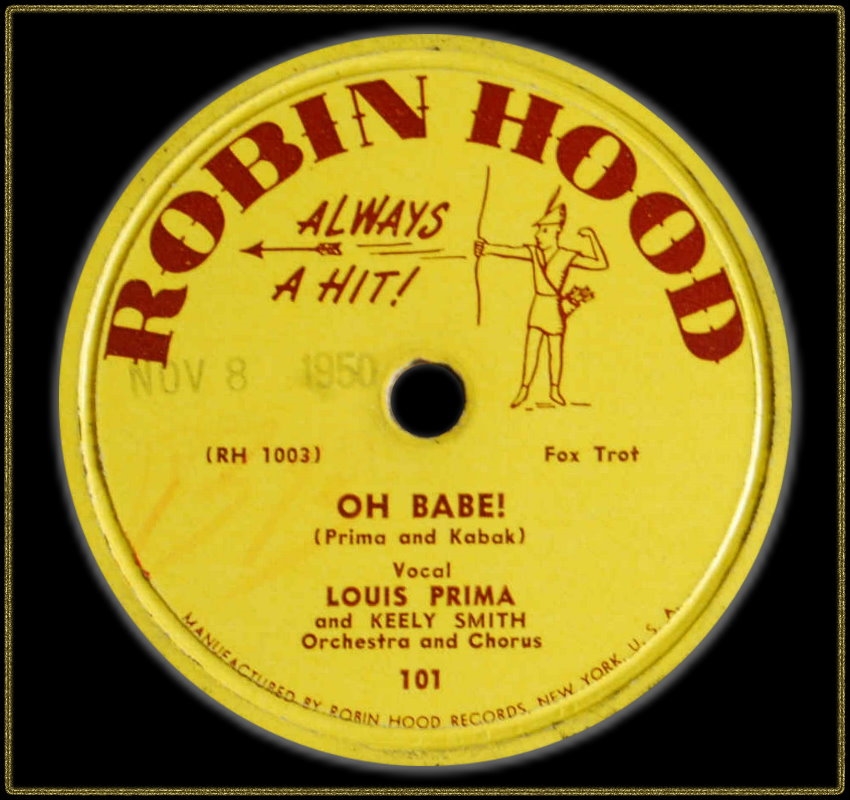 ROBIN HOOD
ALWAYS
A HIT!
NOV 8 1950
(RH 1003) Fox Trot
OH BABE!
(Prima and Kabak)
Vocal
LOUIS PRIMA
and KEELY SMITH
Orchestra and Chorus
101
MANUFACTURED BY ROBIN HOOD RECORDS, NEW YORK, U. S. A.